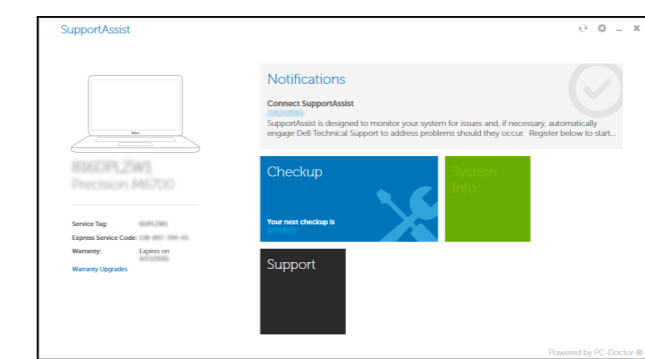 SupportAssist
Notifications
Connect SupportAssist
SupportAssist is designed to monitor your system for issues and, if necessary, automatically
engage Dell Technical Support to address problems should they occur. Register below to start...
Precision M6700
Checkup
System
Info
Service Tag:
Express Service Code:
Warranty: Expires on
Warranty Upgrades
Your next checkup is
Support
Powered by PC-Doctor ®